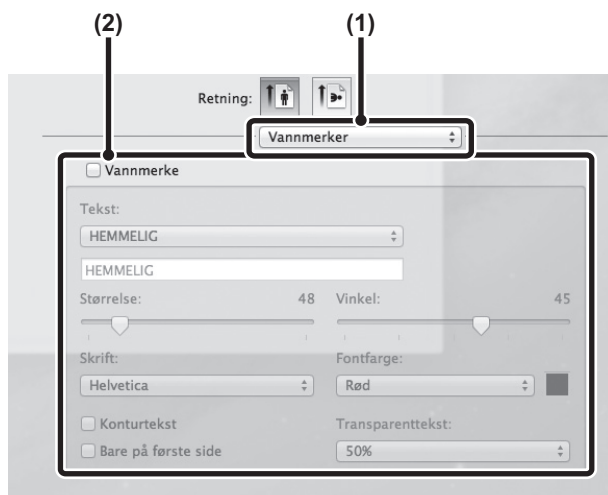 (2) (1)
Retning:
Vannmerker
Vannmerke
Tekst:
HEMMELIG
HEMMELIG
Størrelse: 48 Vinkel: 45
Skrift: Fontfarge:
Helvetica Rød
Konturtekst Transparenttekst:
Bare på første side 50%